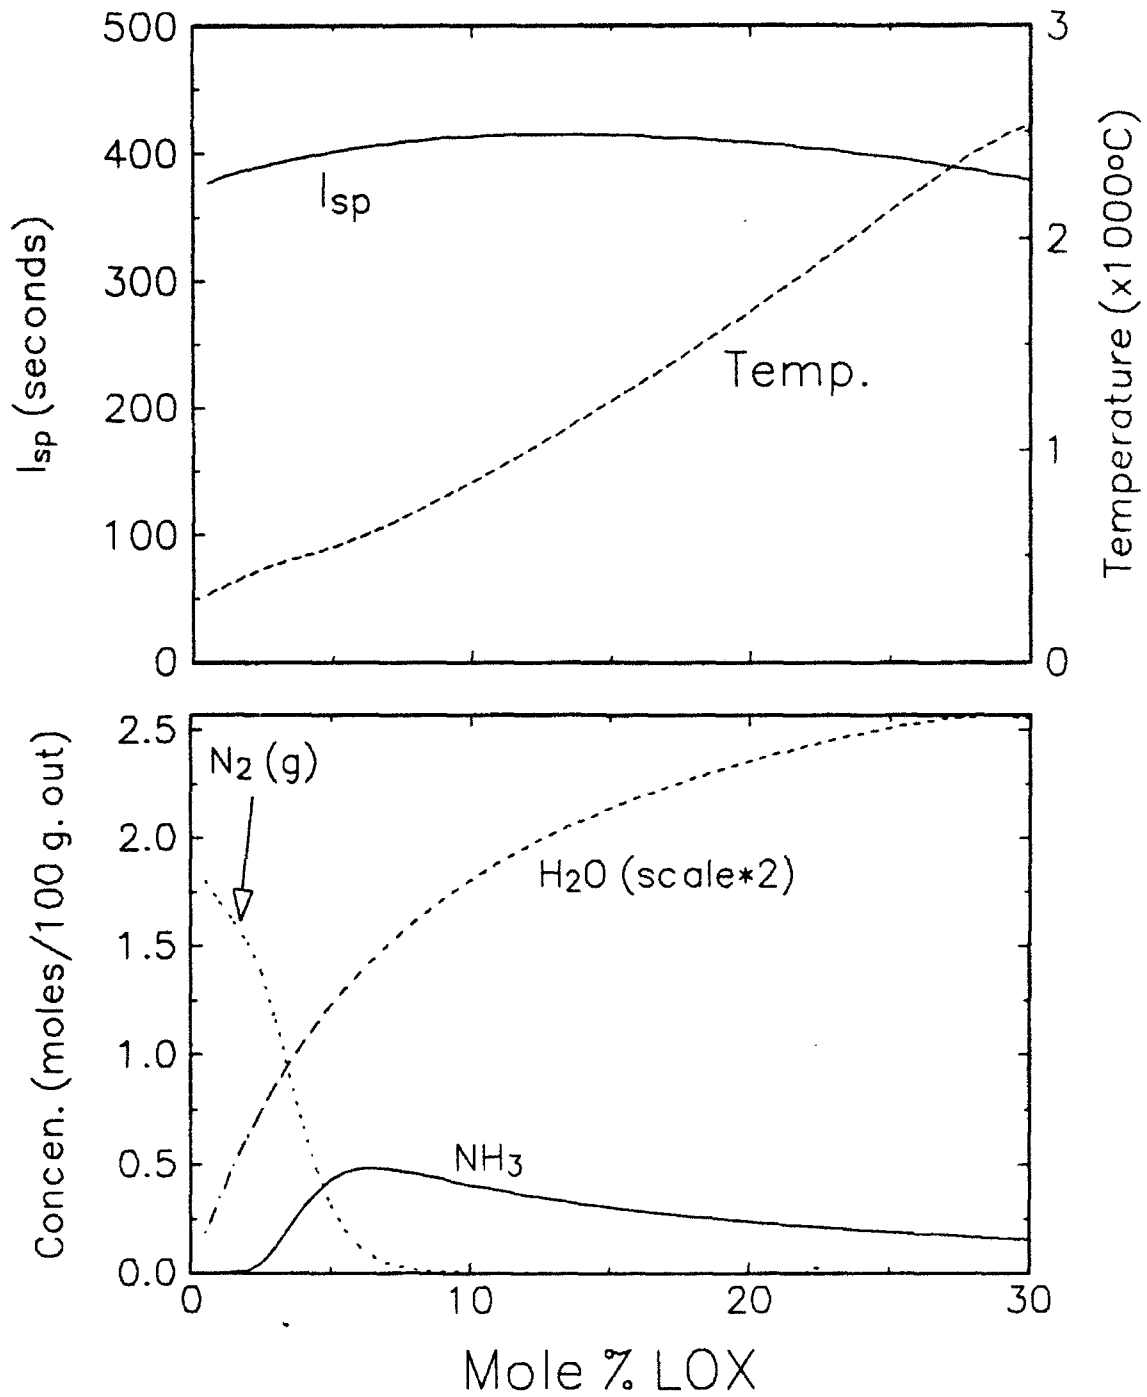 500
400
300
200
100
0
Isp (seconds)
3
2
1
0
Temperature (x1000°C)
Isp
Temp.
2.5
2.0
1.5
1.0
0.5
0.0
Concen. (moles/100 g. out)
N2 (g)
H2O (scale*2)
NH3
0
10
20
30
Mole % LOX